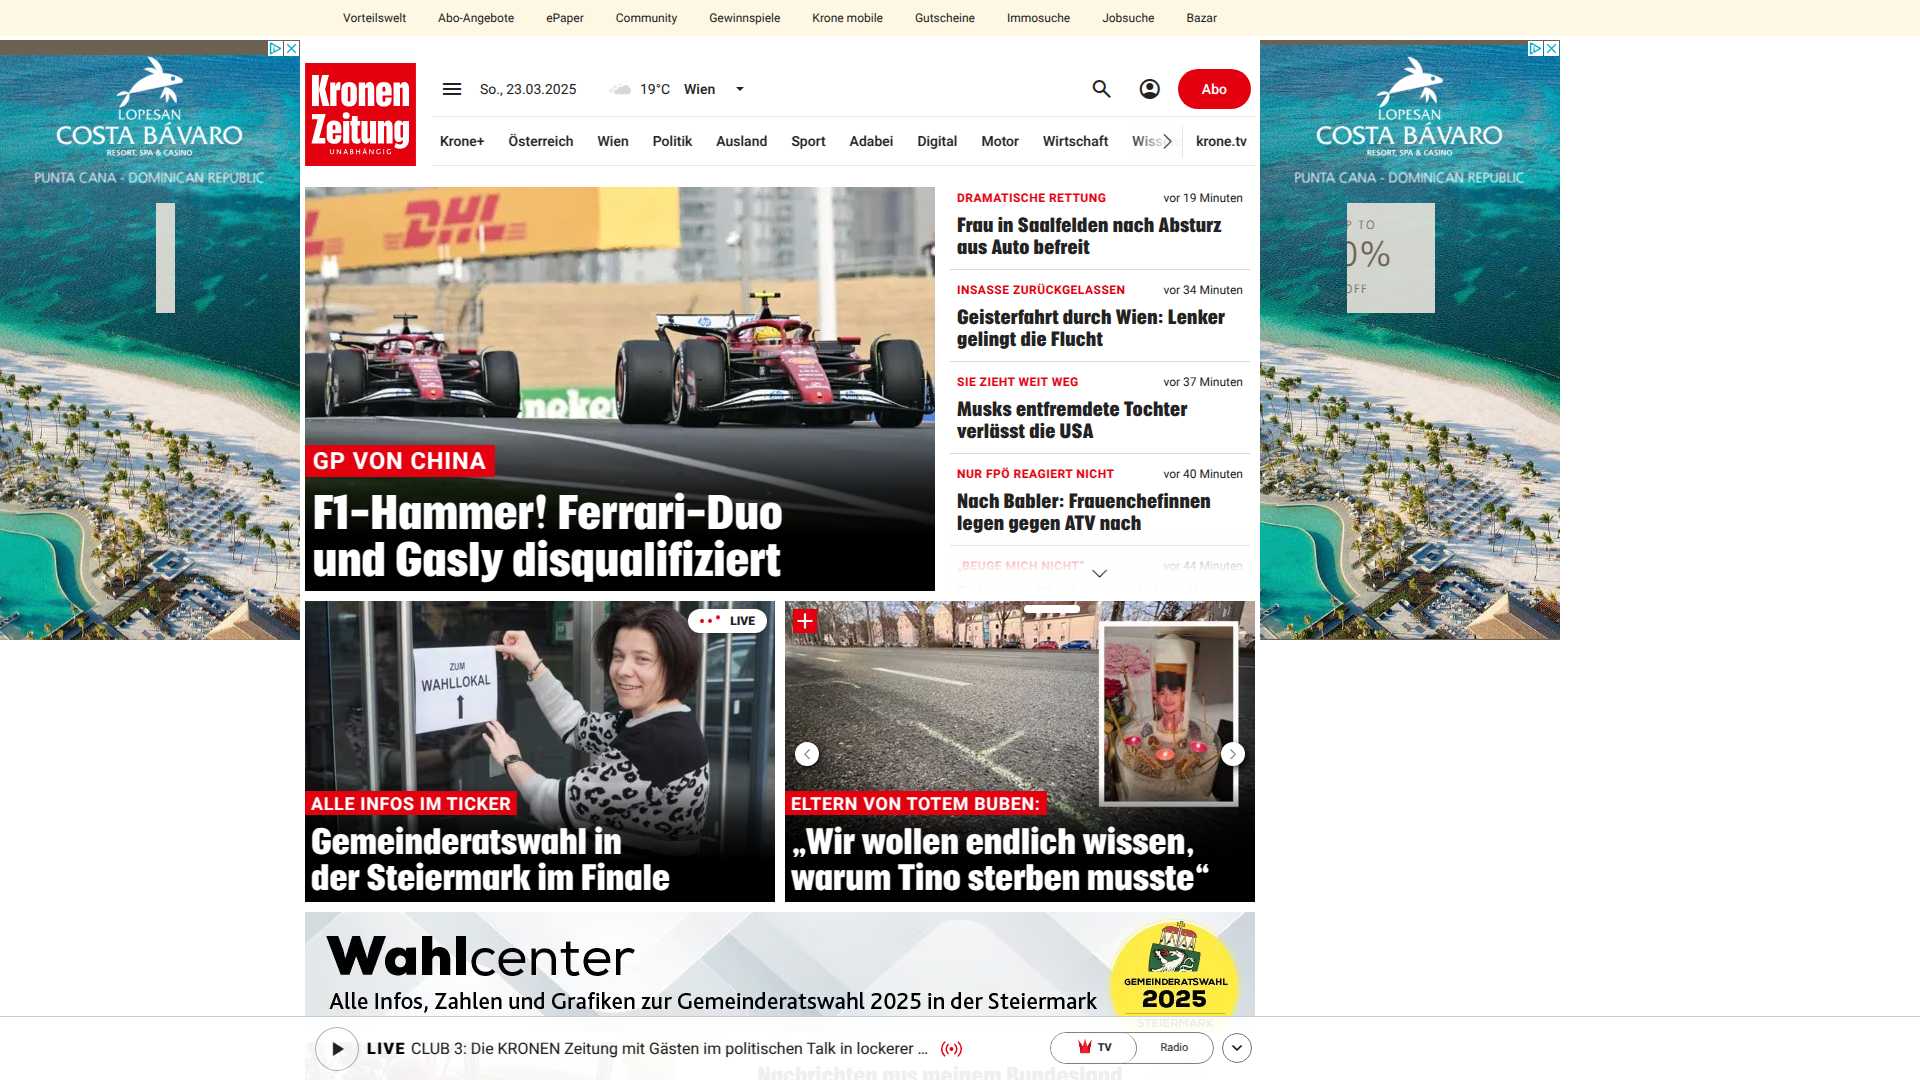 Vorteilswelt Abo-Angebote ePaper Community Gewinnspiele Krone mobile Gutscheine Immosuche Jobsuche Bazar
LOPESAN
COSTA BÁVARO
RESORT, SPA & CASINO
PUNTA CANA - DOMINICAN REPUBLIC
Kronen
Zeitung
UNABHÄNGIG
So., 23.03.2025 19°C Wien
Abo
Krone+ Österreich Wien Politik Ausland Sport Adabei Digital Motor Wirtschaft Wiss krone.tv
DHL
GP VON CHINA
F1-Hammer! Ferrari-Duo
und Gasly disqualifiziert
DRAMATISCHE RETTUNG vor 19 Minuten
Frau in Saalfelden nach Absturz
aus Auto befreit
INSASSE ZURÜCKGELASSEN vor 34 Minuten
Geisterfahrt durch Wien: Lenker
gelingt die Flucht
SIE ZIEHT WEIT WEG vor 37 Minuten
Musks entfremdete Tochter
verlässt die USA
NUR FPÖ REAGIERT NICHT vor 40 Minuten
Nach Babler: Frauenchefinnen
legen gegen ATV nach
„BEUGE MICH NICHT“ vor 44 Minuten
LOPESAN
COSTA BÁVARO
RESORT, SPA & CASINO
PUNTA CANA - DOMINICAN REPUBLIC
P TO
0%
OFF
LIVE
ZUM
WAHLLOKAL
ALLE INFOS IM TICKER
Gemeinderatswahl in
der Steiermark im Finale
ELTERN VON TOTEM BUBEN:
„Wir wollen endlich wissen,
warum Tino sterben musste“
Wahlcenter
Alle Infos, Zahlen und Grafiken zur Gemeinderatswahl 2025 in der Steiermark
GEMEINDERATSWAHL
2025
STEIERMARK
LIVE CLUB 3: Die KRONEN Zeitung mit Gästen im politischen Talk in lockerer ...
TV Radio
Nachrichten aus meinem Bundesland